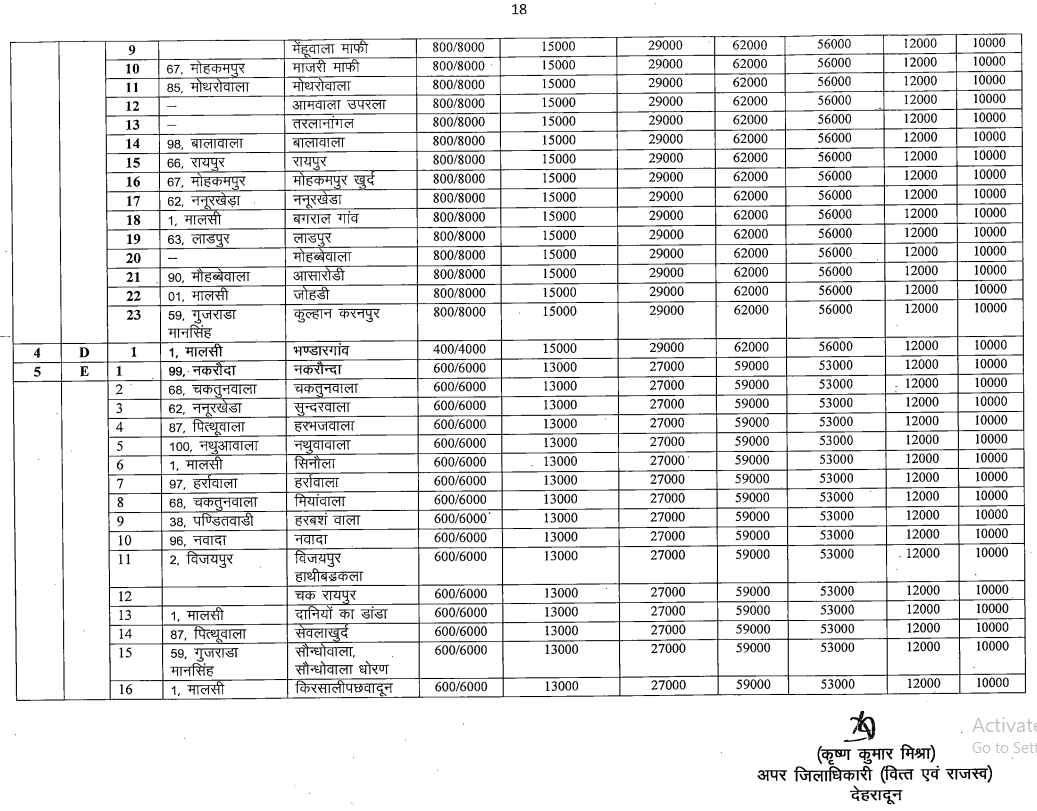 18
9 मेंहूवाला माफी 800/8000 15000 29000 62000 56000 12000 10000
10 67, मोहकमपुर माजरी माफी 800/8000 15000 29000 62000 56000 12000 10000
11 85, मोथरोवाला मोथरोवाला 800/8000 15000 29000 62000 56000 12000 10000
12 – आमवाला उपरला 800/8000 15000 29000 62000 56000 12000 10000
13 – तरलानांगल 800/8000 15000 29000 62000 56000 12000 10000
14 98, बालावाला बालावाला 800/8000 15000 29000 62000 56000 12000 10000
15 66, रायपुर रायपुर 800/8000 15000 29000 62000 56000 12000 10000
16 67, मोहकमपुर मोहकमपुर खुर्द 800/8000 15000 29000 62000 56000 12000 10000
17 62, ननूरखेड़ा ननूरखेडा 800/8000 15000 29000 62000 56000 12000 10000
18 1, मालसी बगराल गांव 800/8000 15000 29000 62000 56000 12000 10000
19 63, लाडपुर लाडपुर 800/8000 15000 29000 62000 56000 12000 10000
20 – मोहब्बेवाला 800/8000 15000 29000 62000 56000 12000 10000
21 90, मौहब्बेवाला आसारोडी 800/8000 15000 29000 62000 56000 12000 10000
22 01, मालसी जोहडी 800/8000 15000 29000 62000 56000 12000 10000
23 59, गुजराडा कुल्हान करनपुर 800/8000 15000 29000 62000 56000 12000 10000
मानसिंह
4 D 1 1, मालसी भण्डारगांव 400/4000 15000 29000 62000 56000 12000 10000
5 E 1 99, नकरौदा नकरौन्दा 600/6000 13000 27000 59000 53000 12000 10000
2 68, चकतुनवाला चकतुनवाला 600/6000 13000 27000 59000 53000 12000 10000
3 62, ननूरखेडा सुन्दरवाला 600/6000 13000 27000 59000 53000 12000 10000
4 87, पित्थूवाला हरभजवाला 600/6000 13000 27000 59000 53000 12000 10000
5 100, नथुआवाला नथुवावाला 600/6000 13000 27000 59000 53000 12000 10000
6 1, मालसी सिनौला 600/6000 13000 27000 59000 53000 12000 10000
7 97, हर्रावाला हर्रावाला 600/6000 13000 27000 59000 53000 12000 10000
8 68, चकतुनवाला मियांवाला 600/6000 13000 27000 59000 53000 12000 10000
9 38, पण्डितवाडी हरबशं वाला 600/6000 13000 27000 59000 53000 12000 10000
10 96, नवादा नवादा 600/6000 13000 27000 59000 53000 12000 10000
11 2, विजयपुर विजयपुर 600/6000 13000 27000 59000 53000 12000 10000
हाथीबडकला
12 चक रायपुर 600/6000 13000 27000 59000 53000 12000 10000
13 1, मालसी दानियों का डांडा 600/6000 13000 27000 59000 53000 12000 10000
14 87, पित्थूवाला सेवलाखुर्द 600/6000 13000 27000 59000 53000 12000 10000
15 59, गुजराडा सौन्धोवाला, 600/6000 13000 27000 59000 53000 12000 10000
मानसिंह सौन्धोवाला धोरण
16 1, मालसी किरसालीपछवादून 600/6000 13000 27000 59000 53000 12000 10000
Activate
Go to Sett
(कृष्ण कुमार मिश्रा)
अपर जिलाधिकारी (वित्त एवं राजस्व)
देहरादून